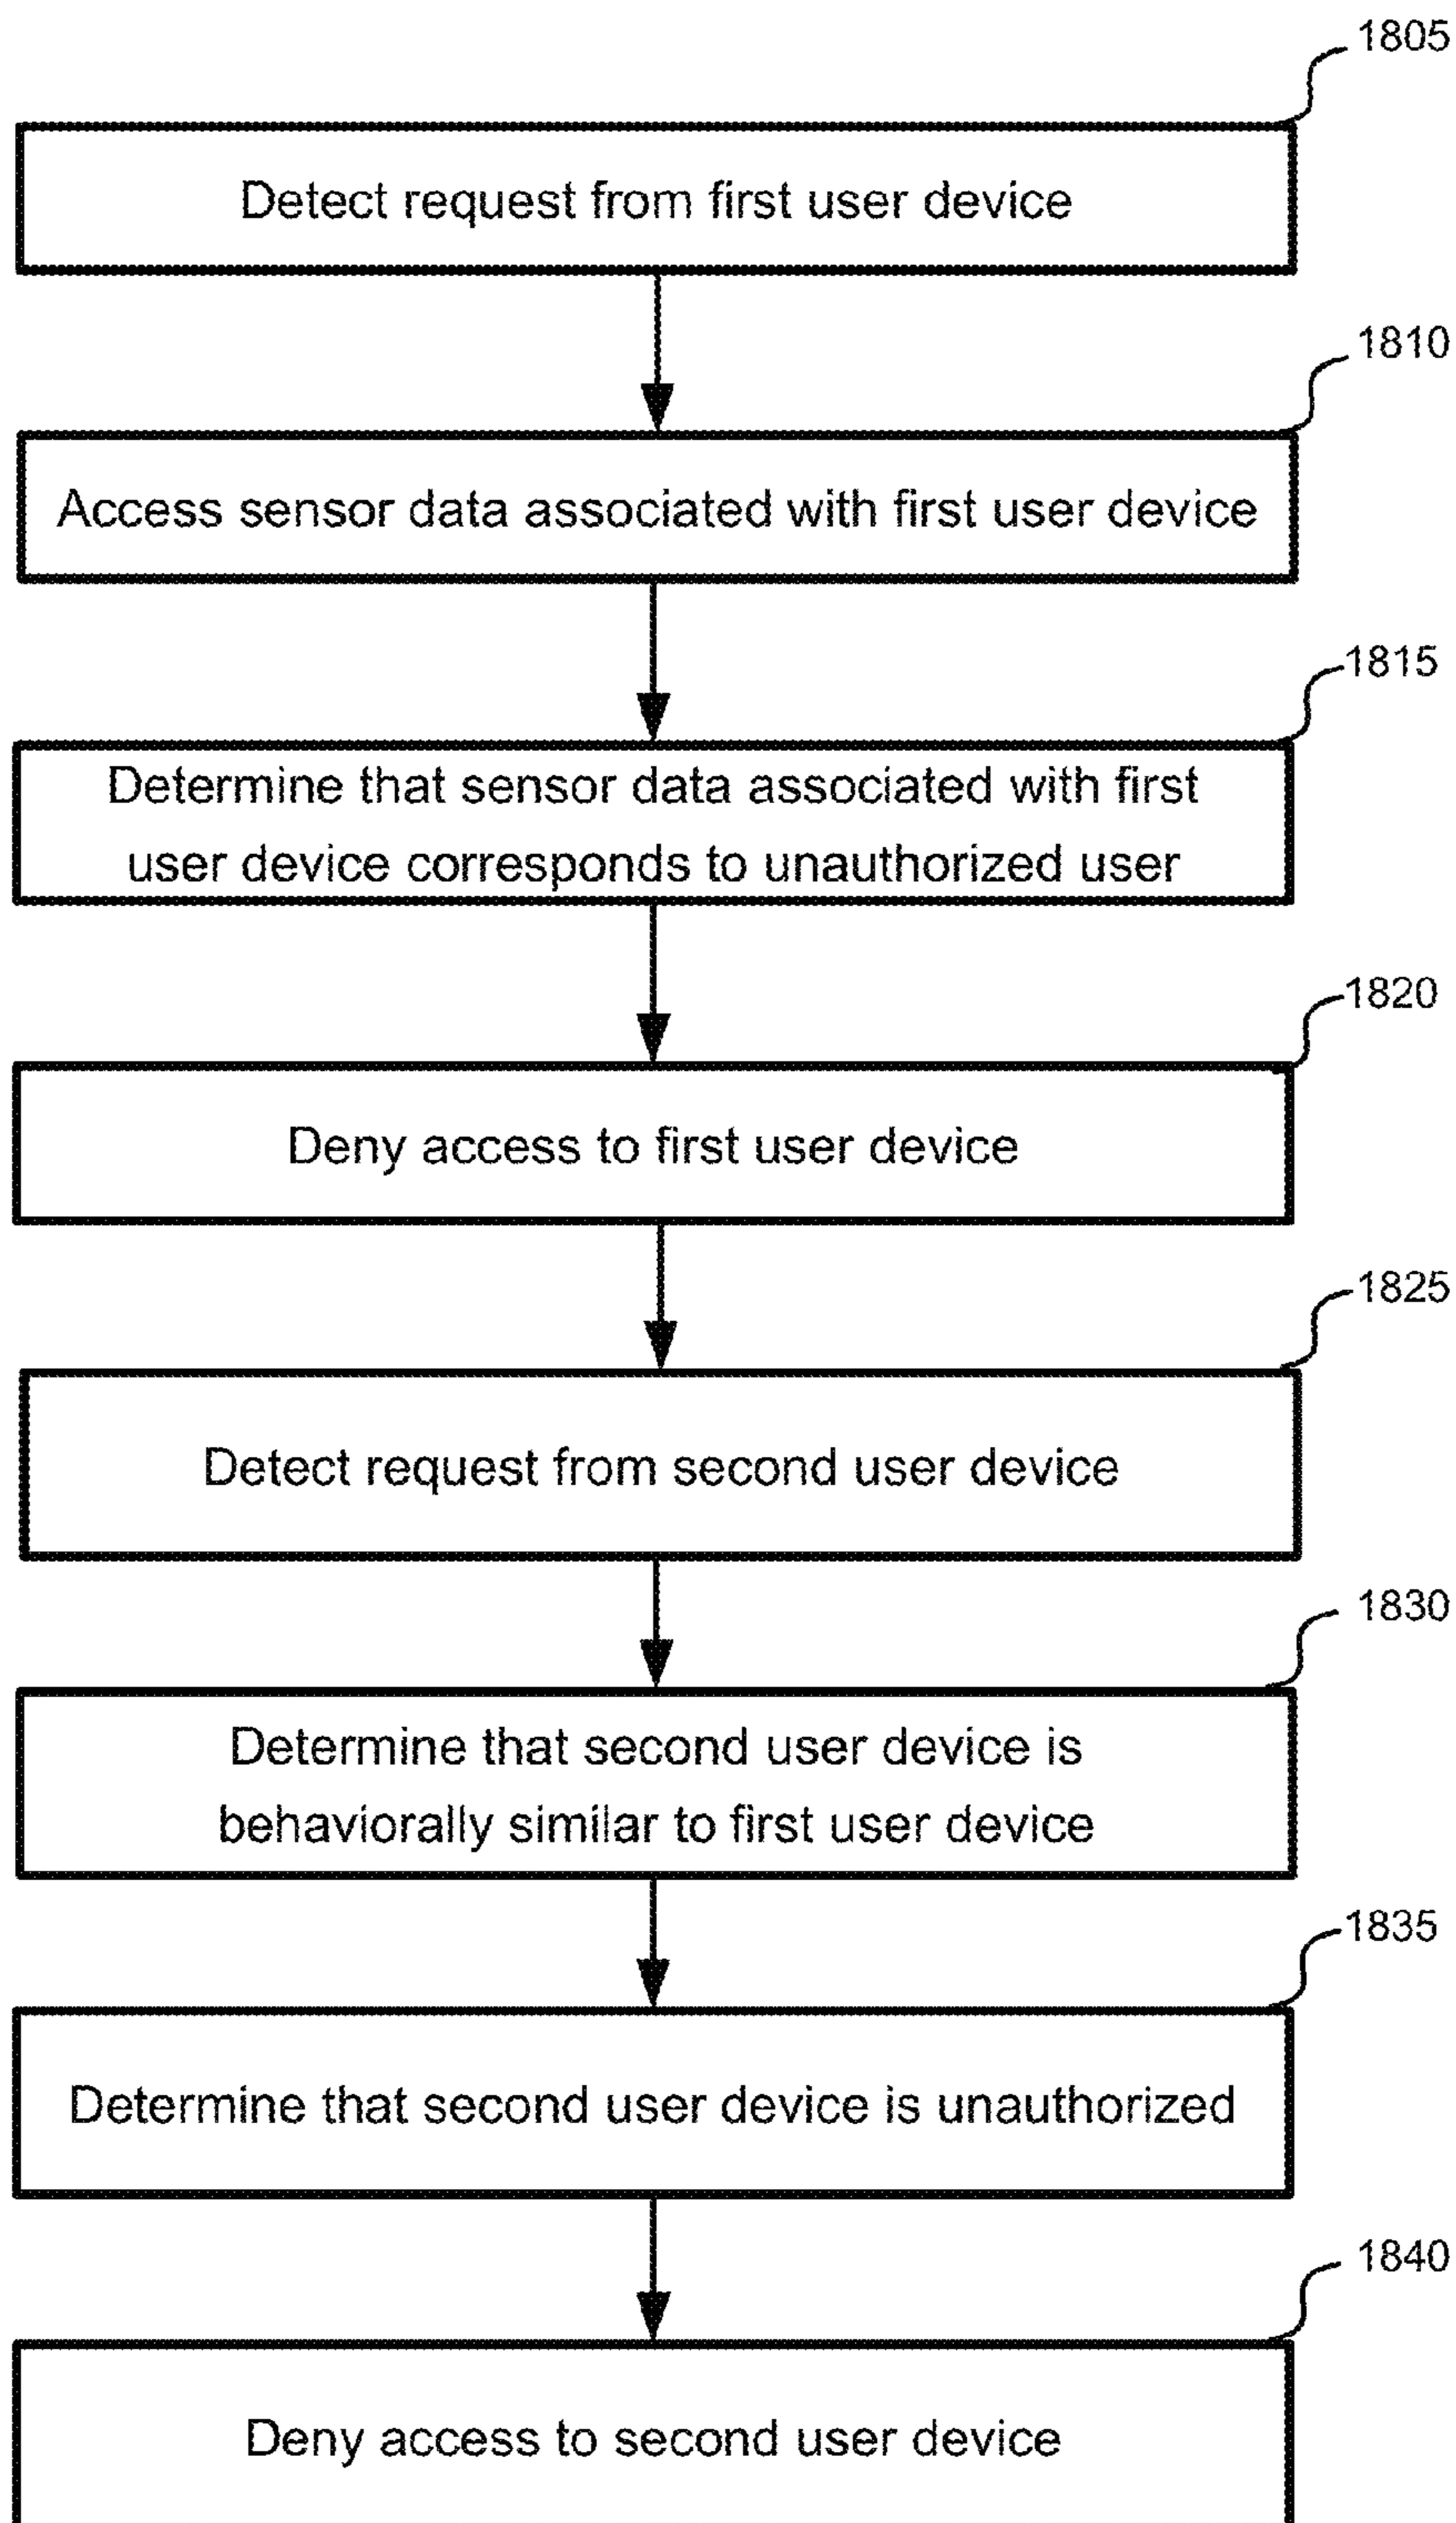 1805
Detect request from first user device
1810
Access sensor data associated with first user device
1815
Determine that sensor data associated with first
user device corresponds to unauthorized user
1820
Deny access to first user device
1825
Detect request from second user device
1830
Determine that second user device is
behaviorally similar to first user device
1835
Determine that second user device is unauthorized
1840
Deny access to second user device